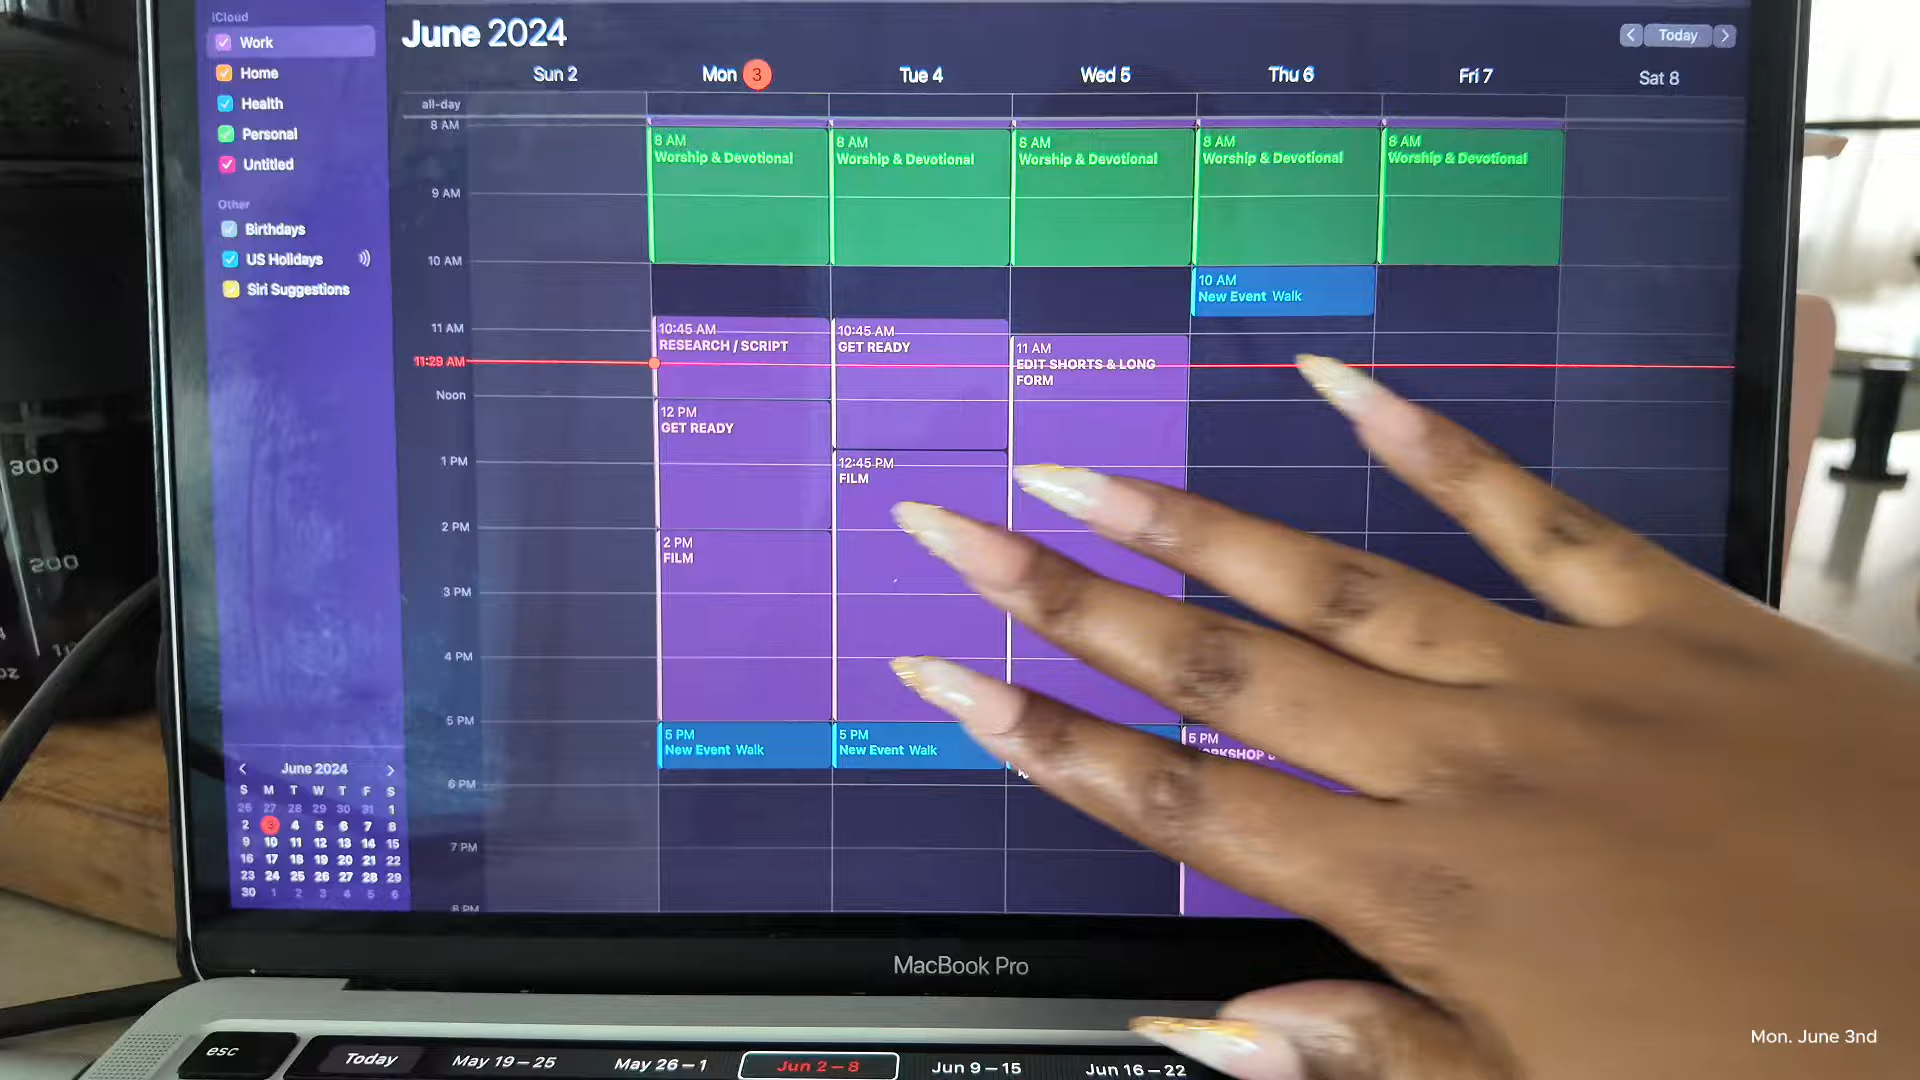 iCloud
Work
Home
Health
Personal
Untitled
Other
Birthdays
US Holidays
Siri Suggestions
June 2024
S M T W T F S
26 27 28 29 30 31 1
2 3 4 5 6 7 8
9 10 11 12 13 14 15
16 17 18 19 20 21 22
23 24 25 26 27 28 29
30 1 2 3 4 5 6
June 2024
Today
Sun 2
Mon 3
Tue 4
Wed 5
Thu 6
Fri 7
Sat 8
all-day
8 AM
9 AM
10 AM
11 AM
11:29 AM
Noon
1 PM
2 PM
3 PM
4 PM
5 PM
6 PM
7 PM
8 PM
8 AM
Worship & Devotional
10:45 AM
RESEARCH / SCRIPT
12 PM
GET READY
2 PM
FILM
5 PM
New Event Walk
8 AM
Worship & Devotional
10:45 AM
GET READY
12:45 PM
FILM
5 PM
New Event Walk
8 AM
Worship & Devotional
11 AM
EDIT SHORTS & LONG
FORM
8 AM
Worship & Devotional
10 AM
New Event Walk
5 PM
8 AM
Worship & Devotional
300
200
MacBook Pro
esc
Today
May 19 – 25
May 26 – 1
Jun 2 – 8
Jun 9 – 15
Jun 16 – 22
Mon. June 3nd